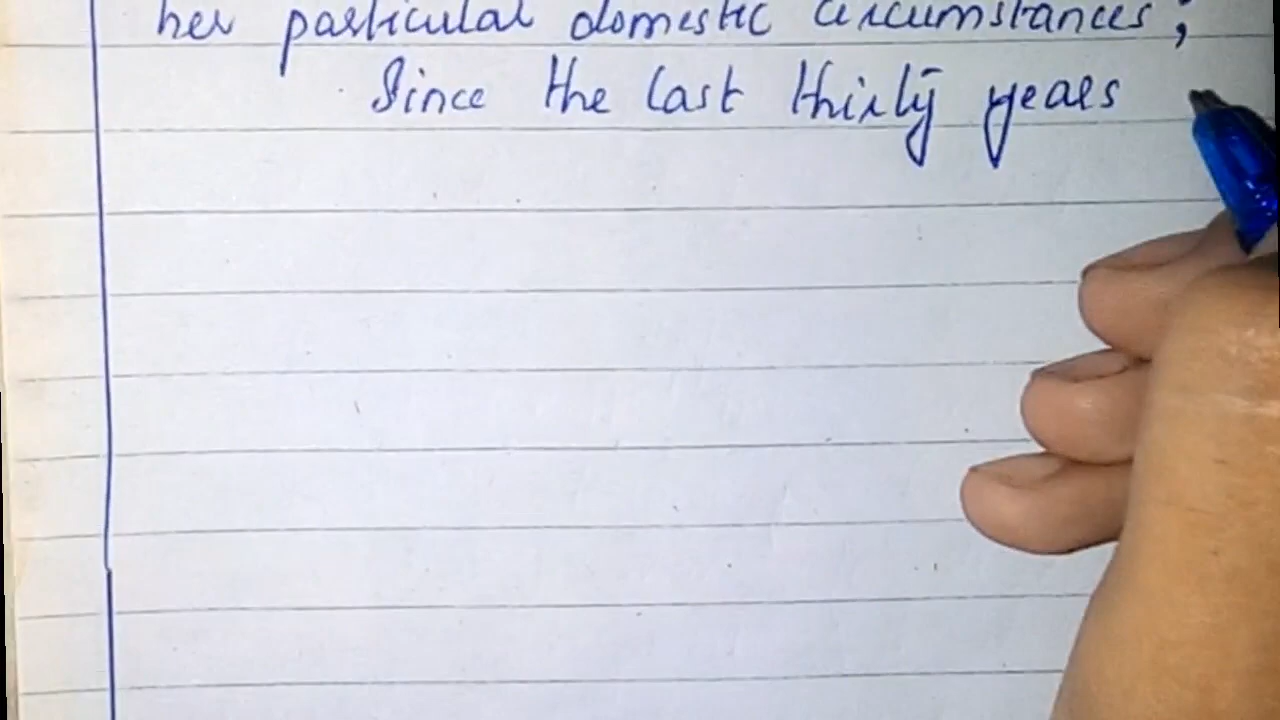 her particular domestic circumstances;
Since the last thirty years